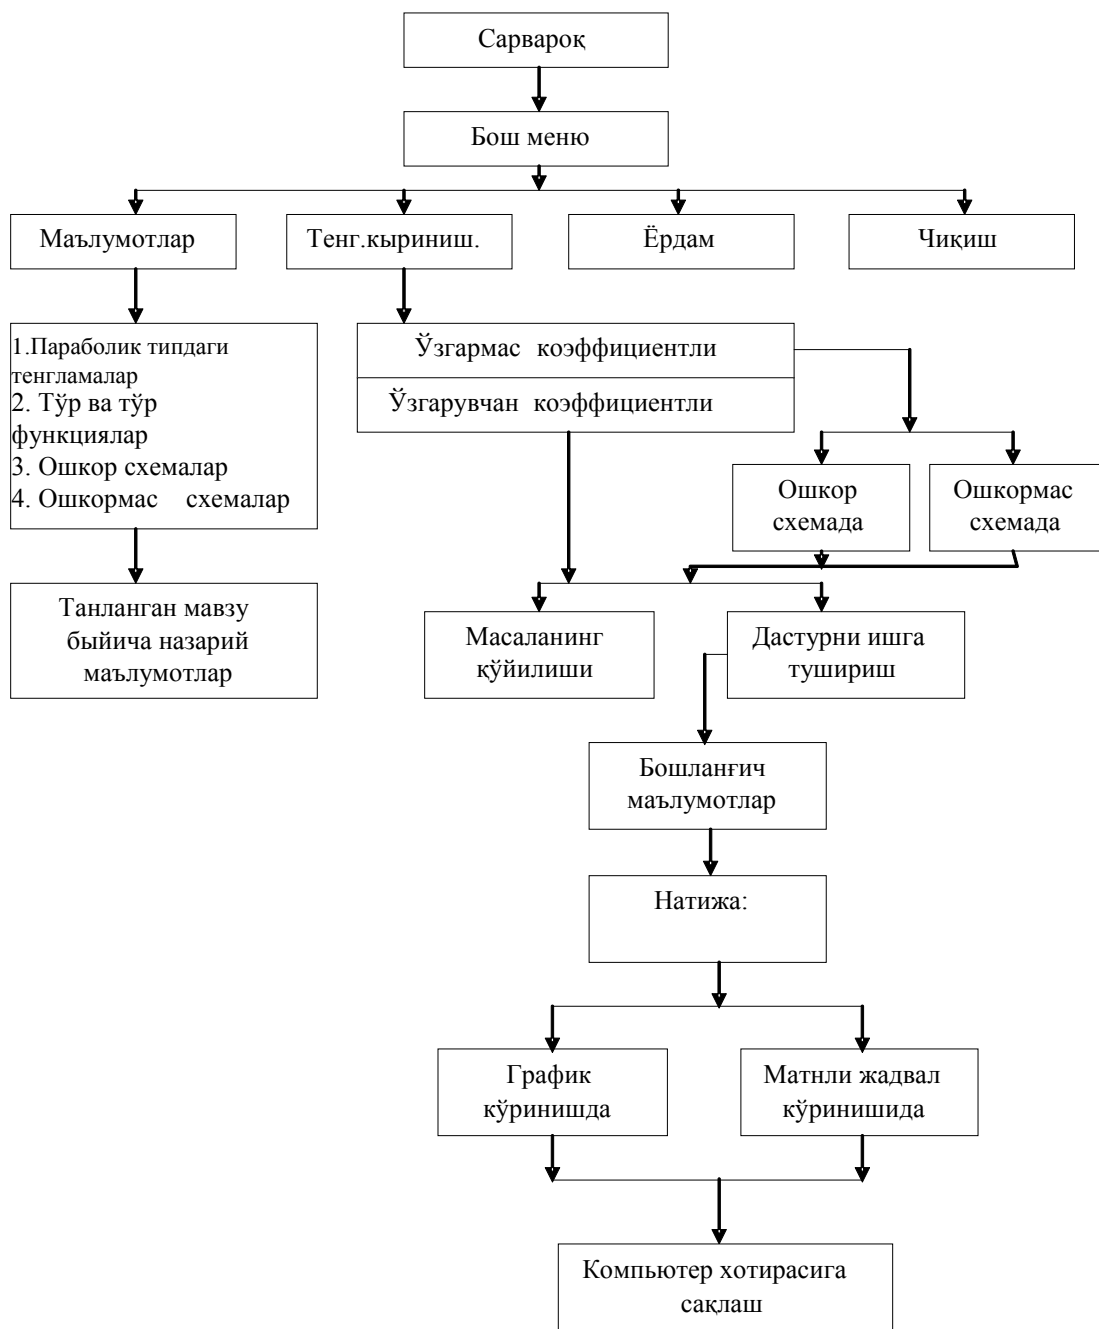 Сарвароқ
Бош меню
Маълумотлар
Тенг.кыриниш.
Ёрдам
Чиқиш
1.Параболик типдаги
тенгламалар
2. Тўр ва тўр
функциялар
3. Ошкор схемалар
4. Ошкормас схемалар
Ўзгармас коэффициентли
Ўзгарувчан коэффициентли
Ошкор
схемада
Ошкормас
схемада
Танланган мавзу
быйича назарий
маълумотлар
Масаланинг
қўйилиши
Дастурни ишга
тушириш
Бошланғич
маълумотлар
Натижа:
График
кўринишда
Матнли жадвал
кўринишида
Компьютер хотирасига
сақлаш